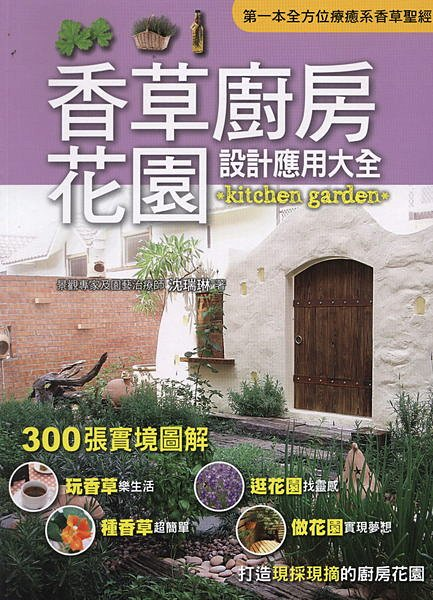 第一本全方位療癒系香草聖經
香草廚房
花園
設計應用大全
*kitchen garden*
景觀專家及園藝治療師 沈瑞琳 著
300張實境圖解
玩香草樂生活
逛花園找靈感
種香草超簡單
做花園實現夢想
打造現採現摘的廚房花園